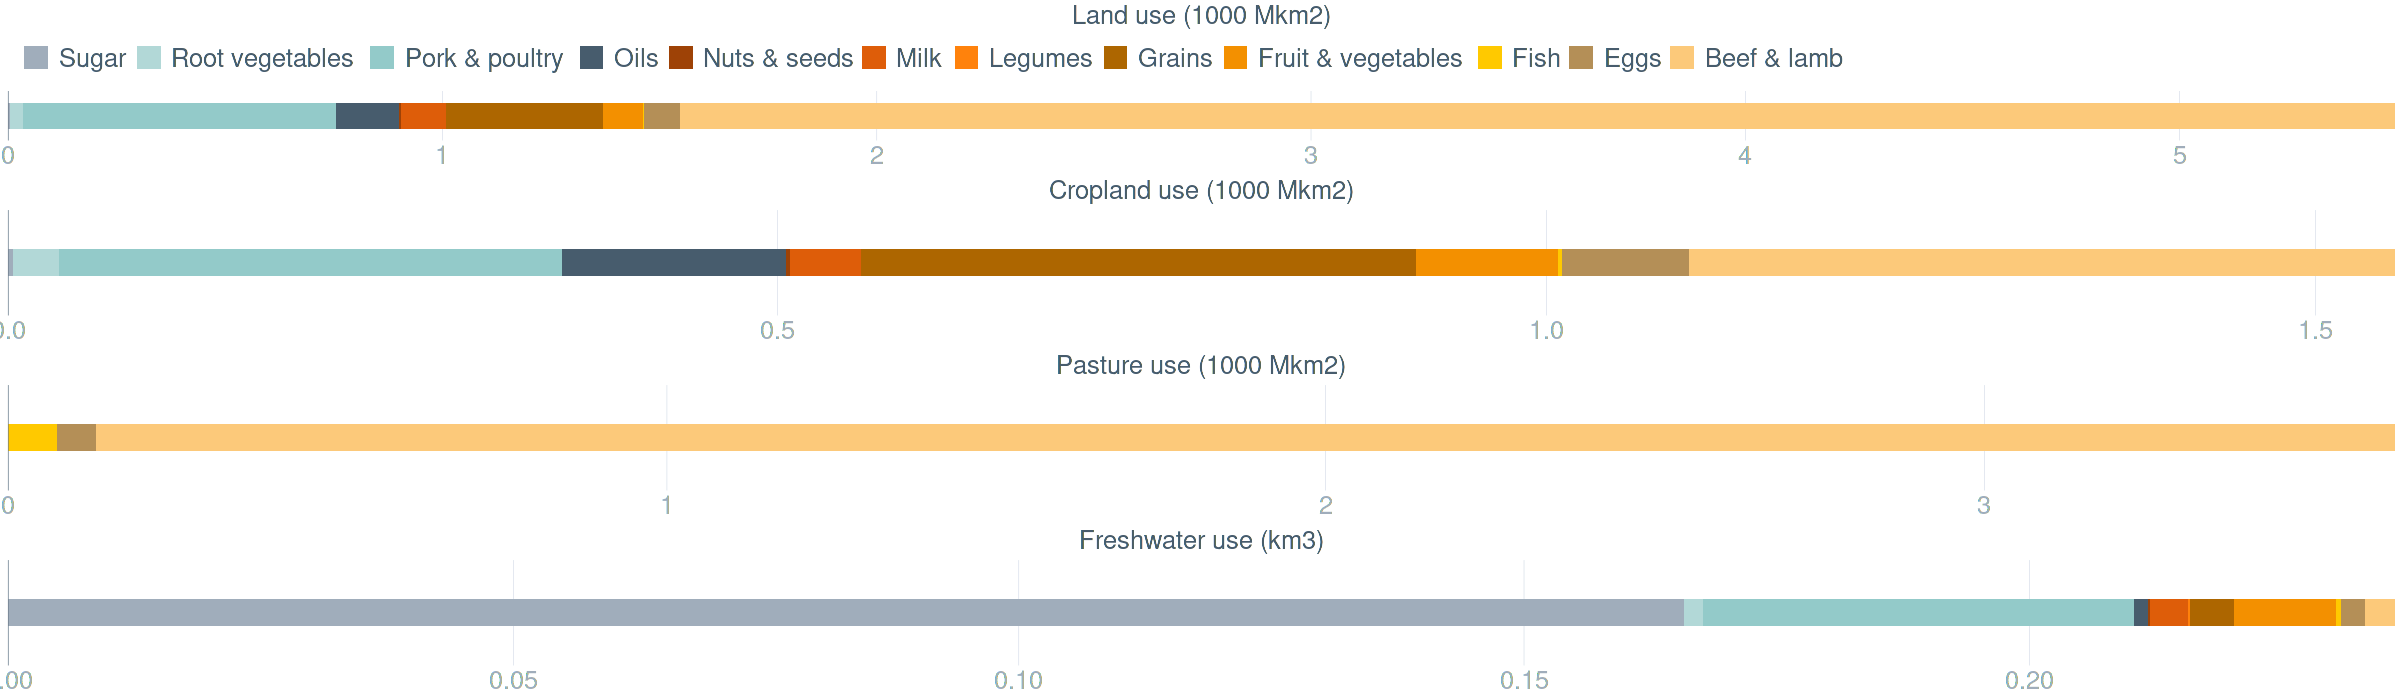 Land use (1000 Mkm2)
Sugar Root vegetables Pork & poultry Oils Nuts & seeds Milk Legumes Grains Fruit & vegetables Fish Eggs Beef & lamb
0 1 2 3 4 5
Cropland use (1000 Mkm2)
0.0 0.5 1.0 1.5
Pasture use (1000 Mkm2)
0 1 2 3
Freshwater use (km3)
.00 0.05 0.10 0.15 0.20